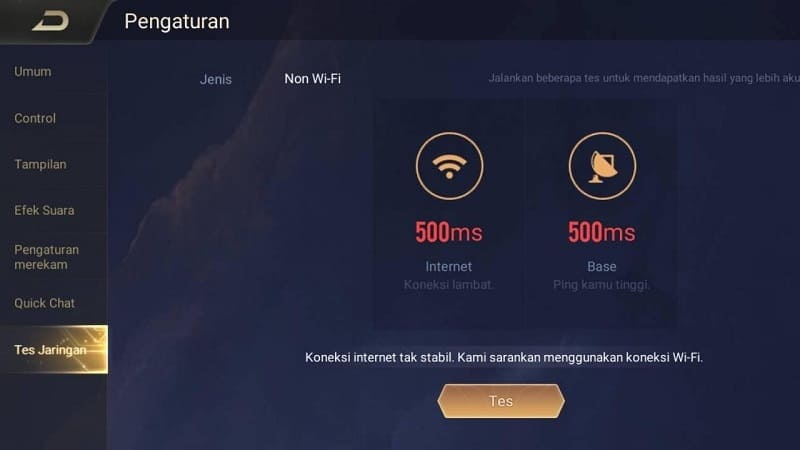 Pengaturan
Umum
Control
Tampilan
Efek Suara
Pengaturan
merekam
Quick Chat
Tes Jaringan
Jenis
Non Wi-Fi
Jalankan beberapa tes untuk mendapatkan hasil yang lebih aku
500ms
Internet
Koneksi lambat.
500ms
Base
Ping kamu tinggi.
Koneksi internet tak stabil. Kami sarankan menggunakan koneksi Wi-Fi.
Tes